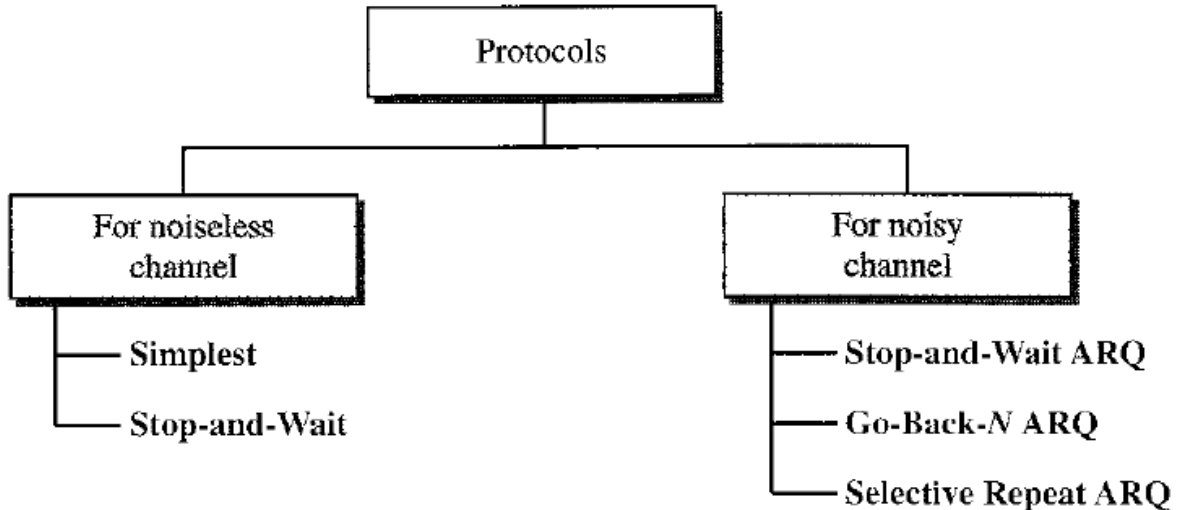 Protocols
For noiseless
channel
For noisy
channel
Simplest
Stop-and-Wait
Stop-and-Wait ARQ
Go-Back-N ARQ
Selective Repeat ARQ